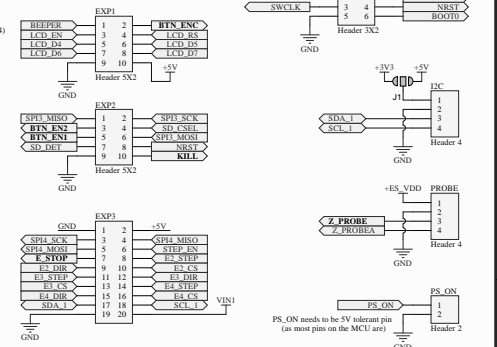 EXP1
BEEPER 1 2 BTN_ENC
LCD_EN 3 4 LCD_RS
LCD_D4 5 6 LCD_D5
LCD_D6 7 8 LCD_D7
9 10
+5V
Header 5X2
GND
EXP2
SPI3_MISO 1 2 SPI3_SCK
BTN_EN2 3 4 SD_CSEL
BTN_EN1 5 6 SPI3_MOSI
SD_DET 7 8 NRST
9 10 KILL
Header 5X2
GND
EXP3
GND 1 2 +5V
SPI4_SCK 3 4 SPI4_MISO
SPI4_MOSI 5 6 STEP_EN
E_STOP 7 8 E2_STEP
E2_DIR 9 10 E2_CS
E3_STEP 11 12 E3_DIR
E3_CS 13 14 E4_STEP
E4_DIR 15 16 E4_CS
SDA_1 17 18 SCL_1
19 20
VIN1
Header 10X2
GND
SWCLK 3 4 NRST
5 6 BOOT0
Header 3X2
GND
+3V3 +5V
J1
I2C
1
2
SDA_1 3
SCL_1 4
Header 4
GND
+ES_VDD PROBE
1
2
Z_PROBE 3
Z_PROBEA 4
Header 4
GND
PS_ON
PS_ON 1
2
Header 2
PS_ON needs to be 5V tolerant pin
(as most pins on the MCU are)
GND